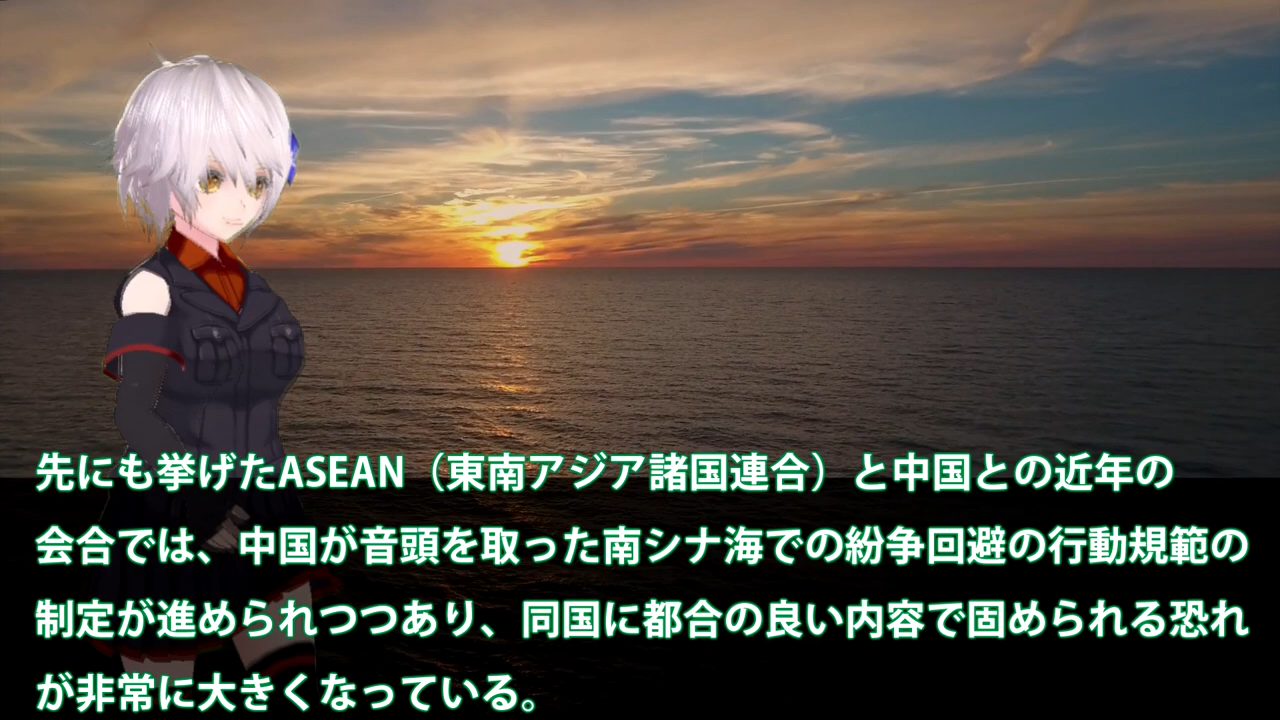 先にも挙げたASEAN（東南アジア諸国連合）と中国との近年の
会合では、中国が音頭を取った南シナ海での紛争回避の行動規範の
制定が進められつつあり、同国に都合の良い内容で固められる恐れ
が非常に大きくなっている。